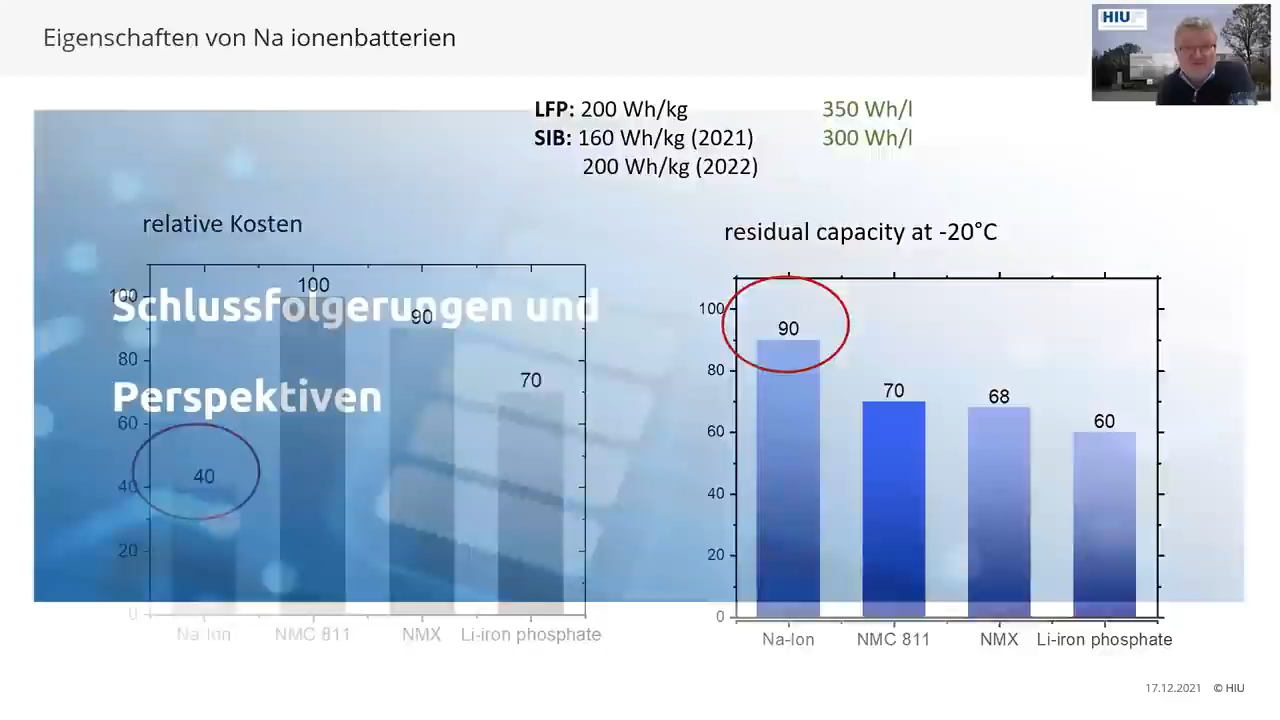 Eigenschaften von Na ionenbatterien
HIU
LFP: 200 Wh/kg 350 Wh/l
SIB: 160 Wh/kg (2021) 300 Wh/l
200 Wh/kg (2022)
relative Kosten
100
80
60
40
20
0
100
90
70
40
Na-Ion NMC 811 NMX Li-iron phosphate
Schlussfolgerungen und
Perspektiven
residual capacity at -20°C
100
80
60
40
20
0
90
70
68
60
Na-Ion NMC 811 NMX Li-iron phosphate
17.12.2021 © HIU